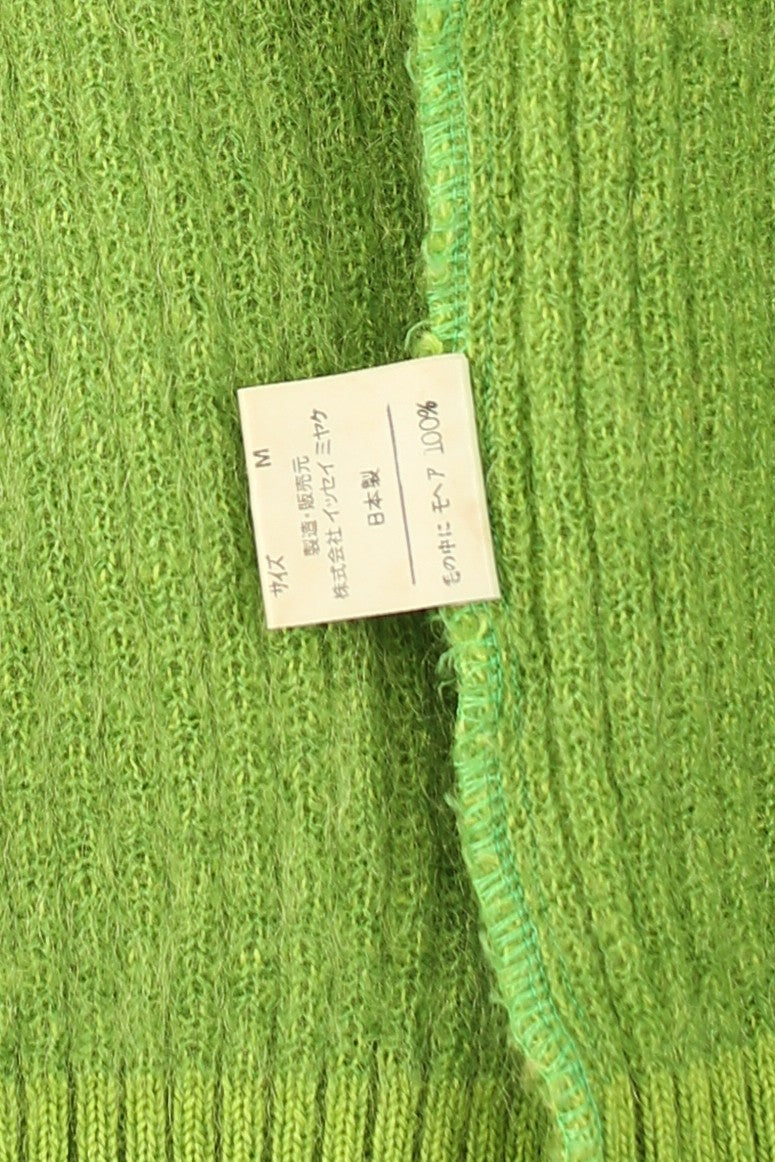 サイズ M
製造・販売元
株式会社 イッセイ ミヤケ
日本製
毛の中に モヘア 100%